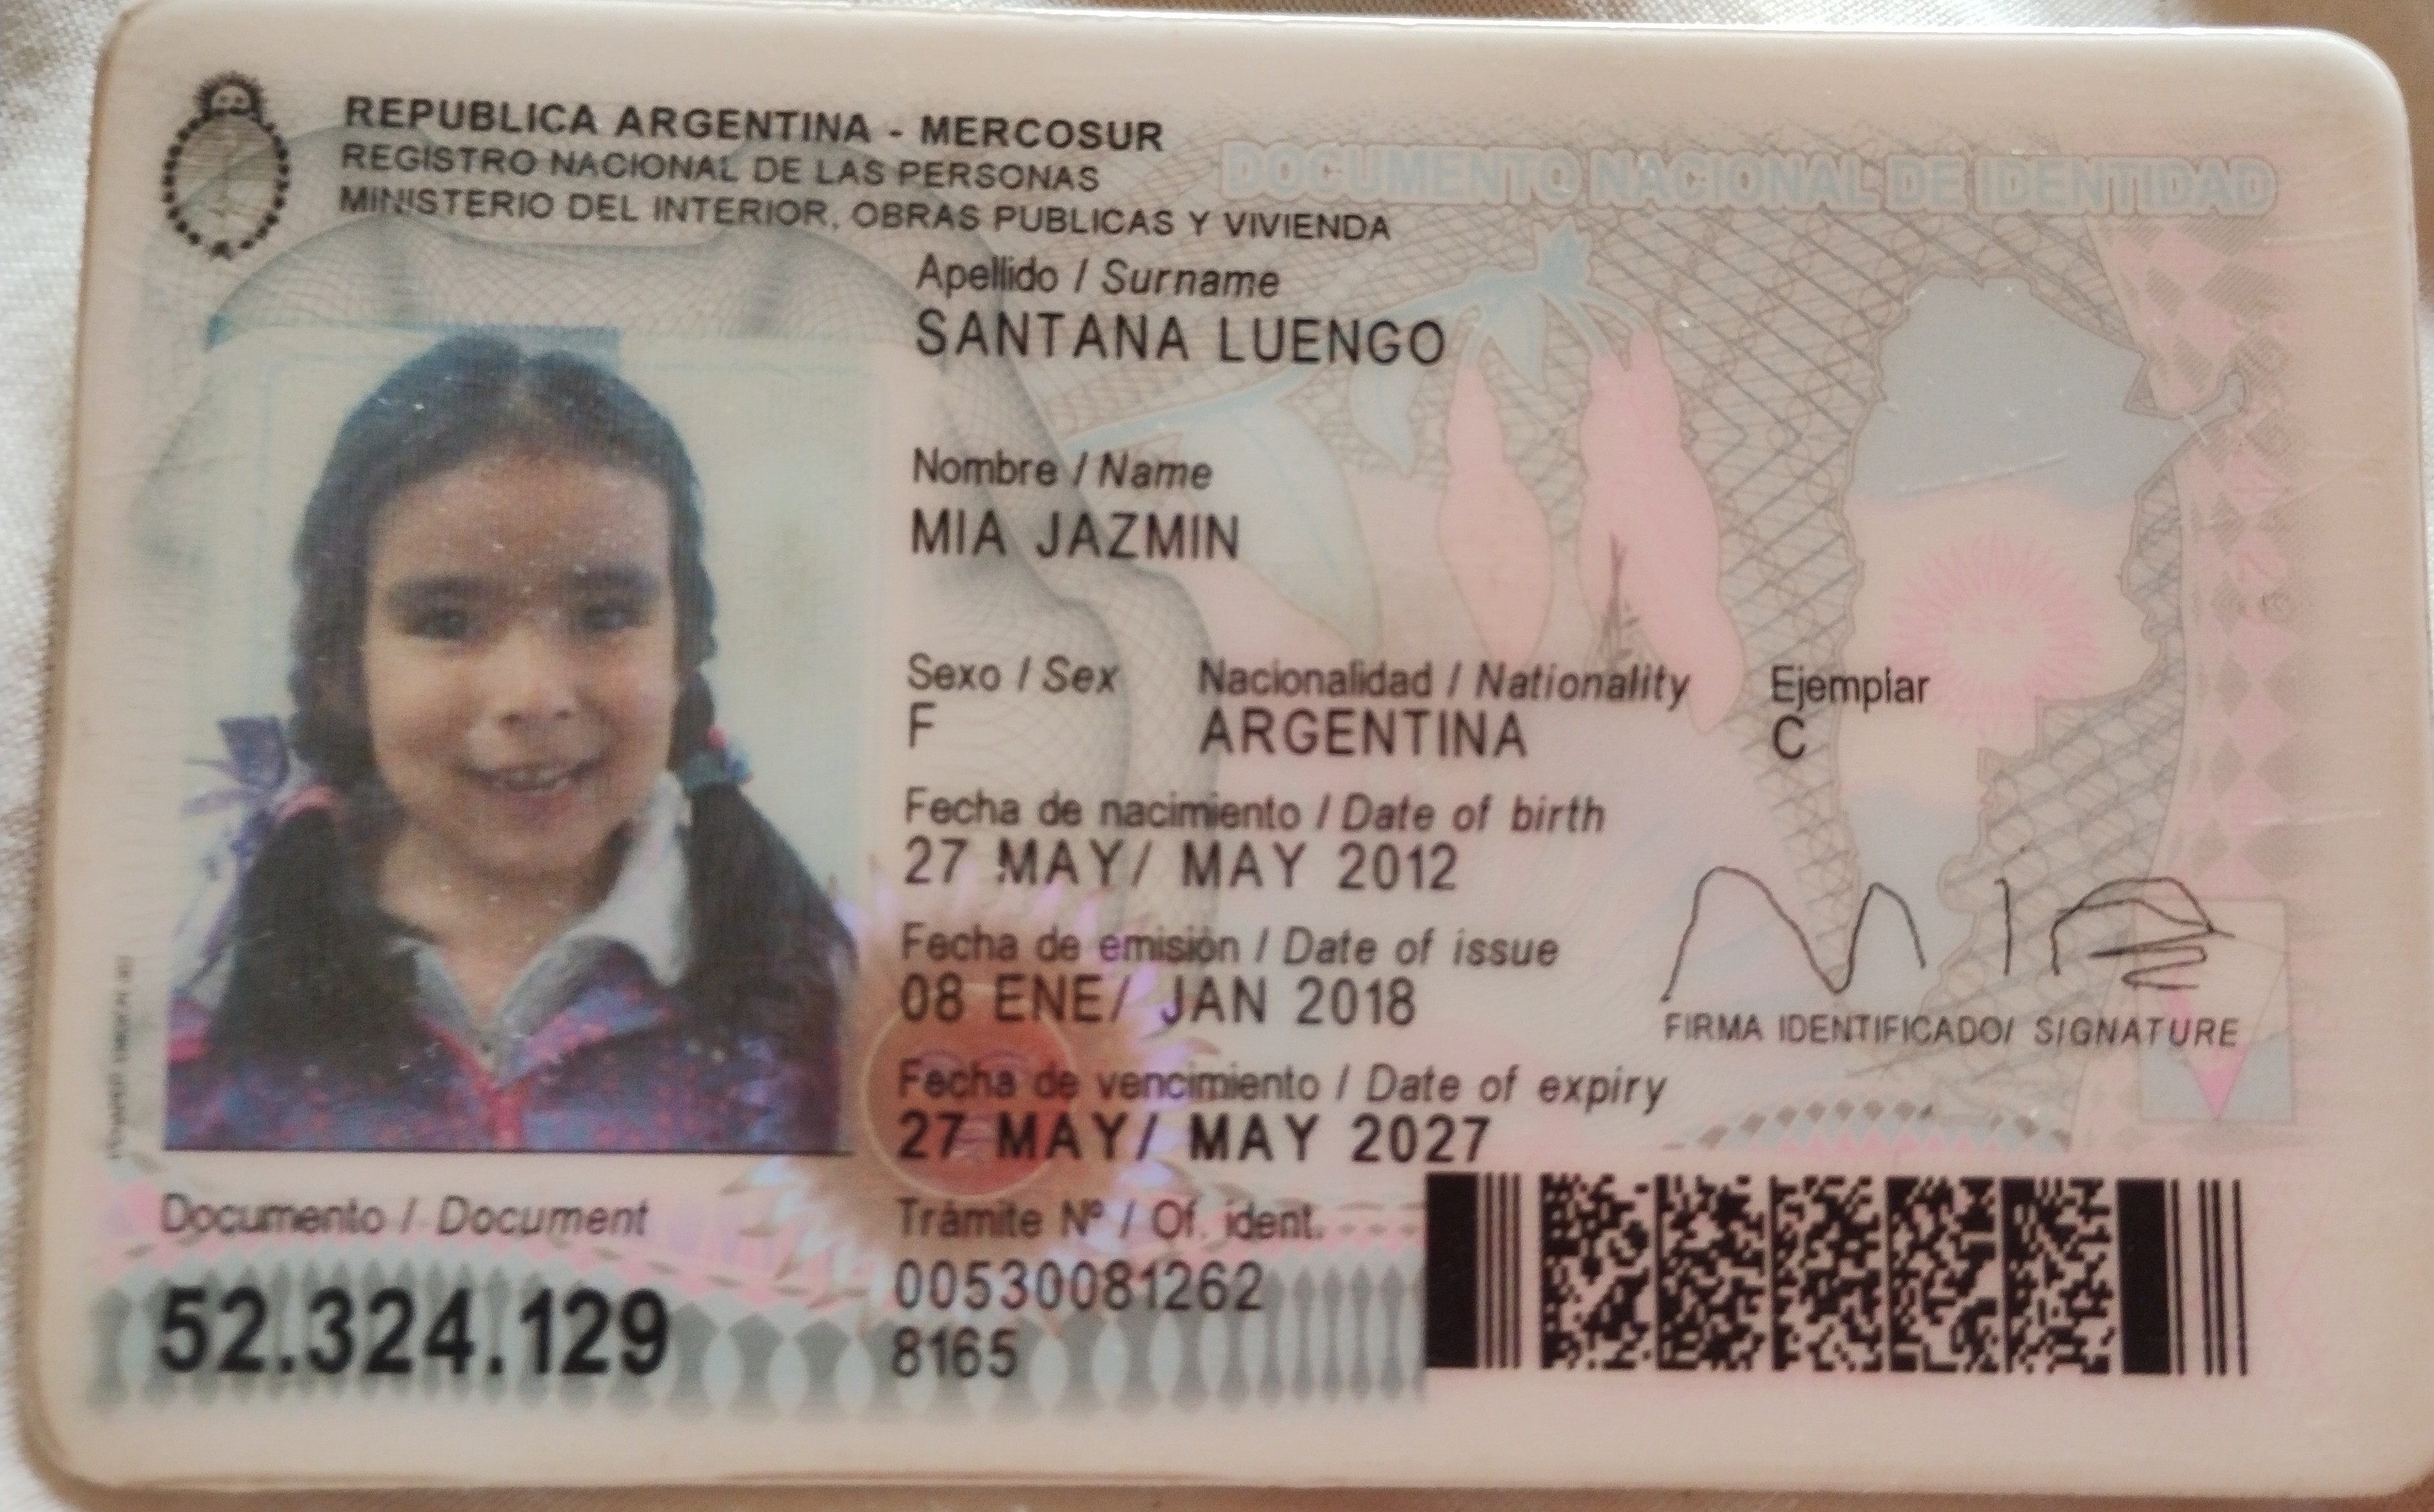 REPUBLICA ARGENTINA - MERCOSUR
REGISTRO NACIONAL DE LAS PERSONAS
MINISTERIO DEL INTERIOR, OBRAS PUBLICAS Y VIVIENDA
DOCUMENTO NACIONAL DE IDENTIDAD
Apellido / Surname
SANTANA LUENGO
Nombre / Name
MIA JAZMIN
Sexo / Sex Nacionalidad / Nationality Ejemplar
F ARGENTINA C
Fecha de nacimiento / Date of birth
27 MAY/ MAY 2012
Fecha de emisión / Date of issue
08 ENE/ JAN 2018
MIA
FIRMA IDENTIFICADO/ SIGNATURE
Fecha de vencimiento / Date of expiry
27 MAY/ MAY 2027
Documento / Document
52.324.129
Trámite Nº / Of. ident.
00530081262
8165